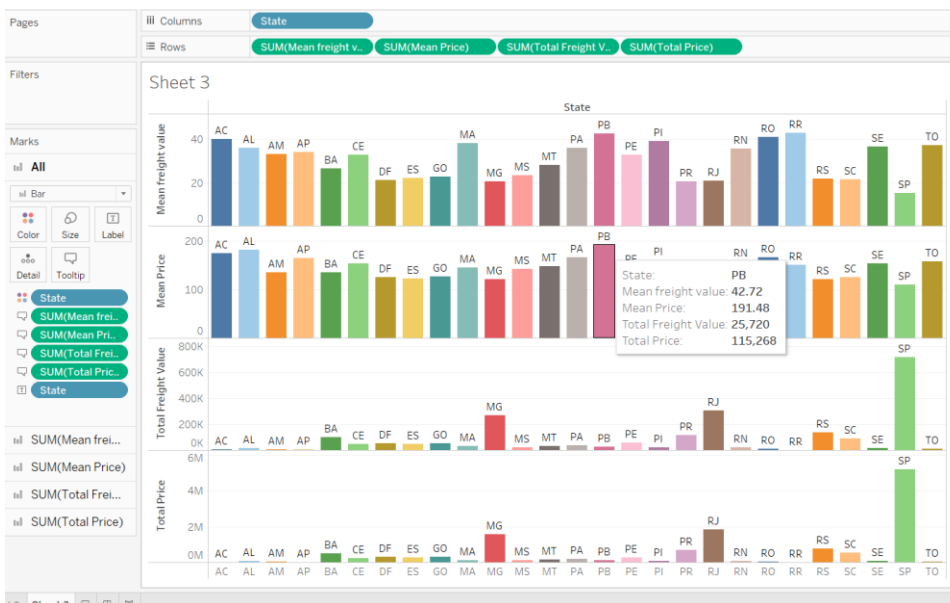 Pages
iii Columns
State
Rows
SUM(Mean freight v..
SUM(Mean Price)
SUM(Total Freight V..
SUM(Total Price)
Filters
Sheet 3
State
Marks
All
Bar
Color
Size
Label
Detail
Tooltip
State
SUM(Mean frei..
SUM(Mean Pri..
SUM(Total Frei..
SUM(Total Pric..
State
SUM(Mean frei...
SUM(Mean Price)
SUM(Total Frei...
SUM(Total Price)
Mean freight value
40
20
0
AC AL AM AP BA CE DF ES GO MA MG MS MT PA PB PE PI PR RJ RN RO RR RS SC SE SP TO
Mean Price
200
100
0
AC AL AM AP BA CE DF ES GO MA MG MS MT PA PB PE PI RN RO RR RS SC SE SP TO
State: PB
Mean freight value: 42.72
Mean Price: 191.48
Total Freight Value: 25,720
Total Price: 115,268
Total Freight Value
800K
600K
400K
200K
0K
AC AL AM AP BA CE DF ES GO MA MG MS MT PA PB PE PI PR RJ RN RO RR RS SC SE SP TO
Total Price
6M
4M
2M
0M
AC AL AM AP BA CE DF ES GO MA MG MS MT PA PB PE PI PR RJ RN RO RR RS SC SE SP TO
AC AL AM AP BA CE DF ES GO MA MG MS MT PA PB PE PI PR RJ RN RO RR RS SC SE SP TO